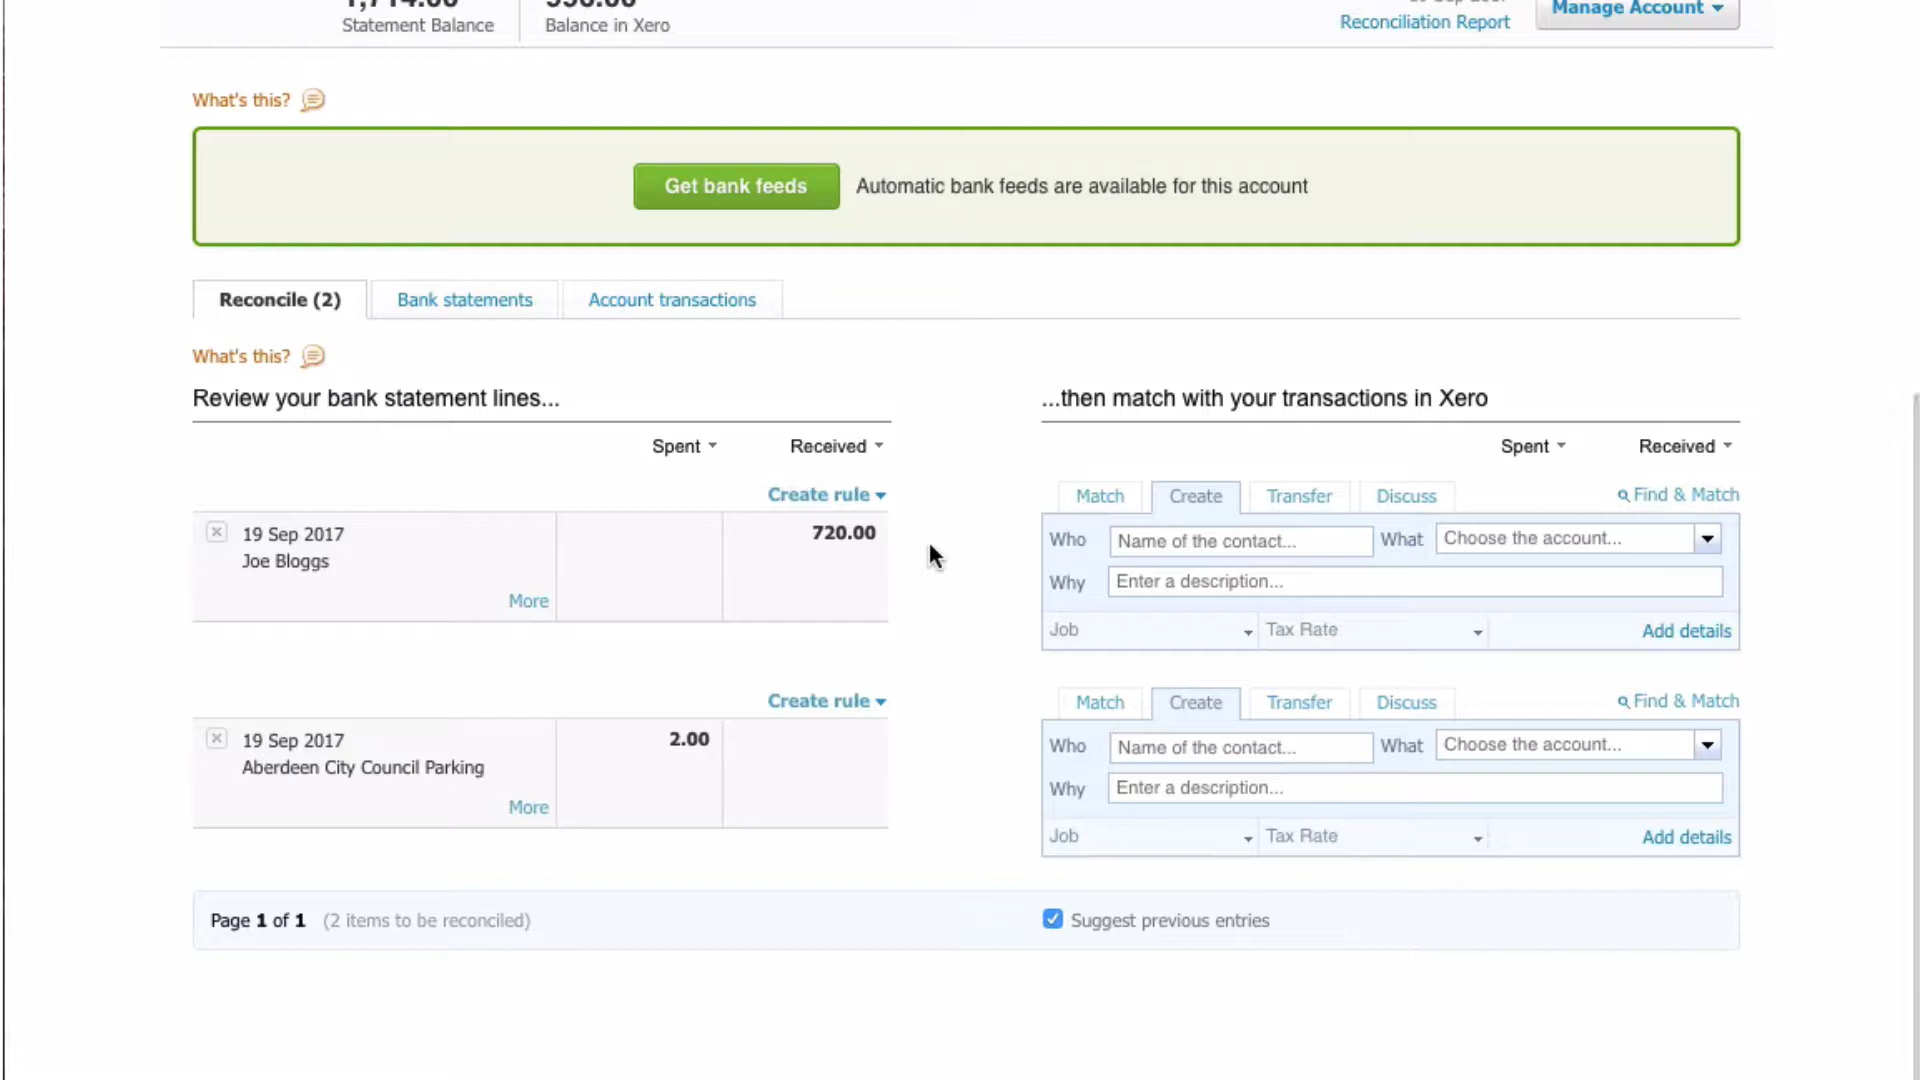 Statement Balance
Balance in Xero
Reconciliation Report
Manage Account
What's this?
Get bank feeds
Automatic bank feeds are available for this account
Reconcile (2)
Bank statements
Account transactions
What's this?
Review your bank statement lines...
...then match with your transactions in Xero
Spent
Received
Spent
Received
Create rule
Match
Create
Transfer
Discuss
Find & Match
19 Sep 2017
720.00
Joe Bloggs
More
Who
Name of the contact...
What
Choose the account...
Why
Enter a description...
Job
Tax Rate
Add details
Create rule
Match
Create
Transfer
Discuss
Find & Match
19 Sep 2017
2.00
Aberdeen City Council Parking
More
Who
Name of the contact...
What
Choose the account...
Why
Enter a description...
Job
Tax Rate
Add details
Page 1 of 1 (2 items to be reconciled)
Suggest previous entries